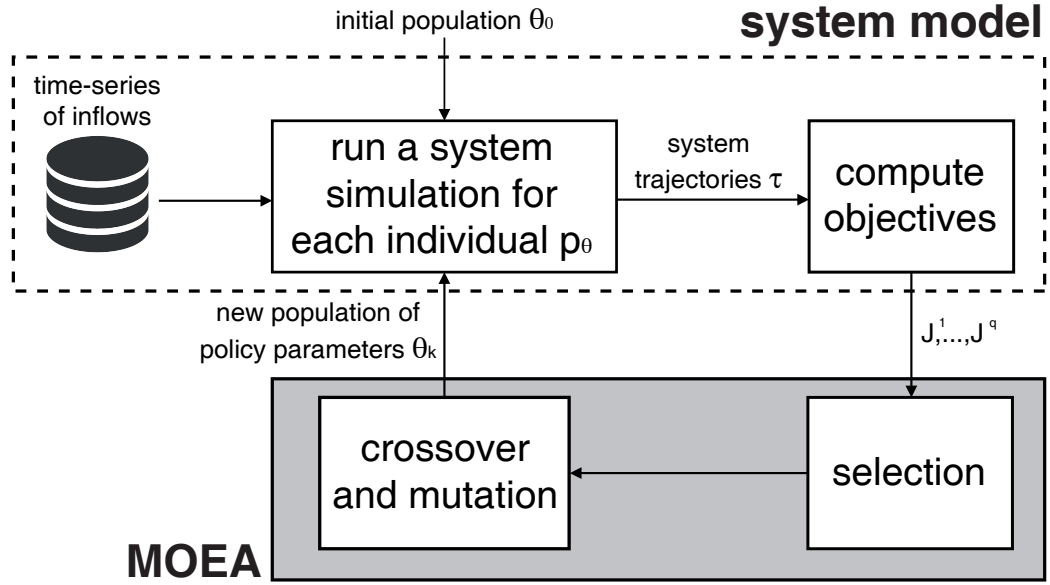 initial population θ₀
system model
time-series
of inflows
run a system
simulation for
each individual pθ
system
trajectories τ
compute
objectives
new population of
policy parameters θₖ
J,¹...,J^q
crossover
and mutation
selection
MOEA